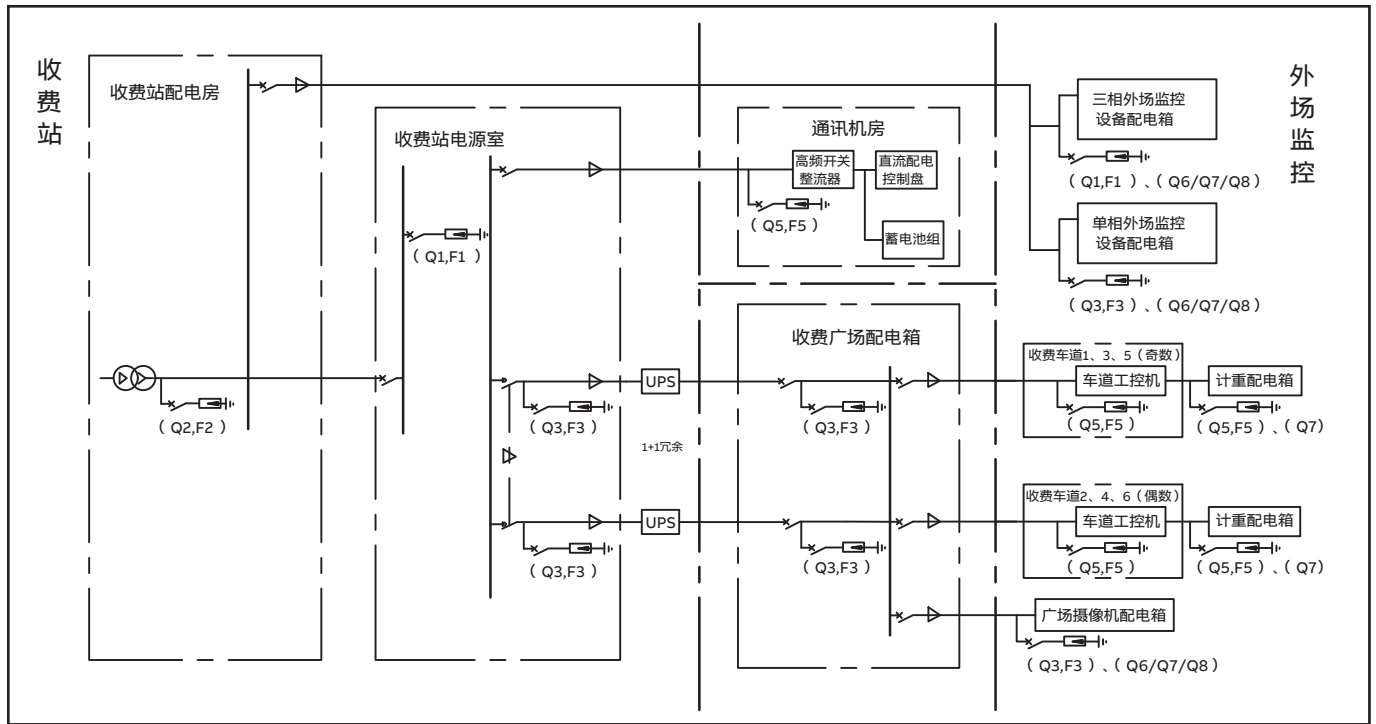 收费站
收费站配电房
(Q2,F2)
收费站电源室
(Q1,F1)
(Q3,F3)
(Q3,F3)
UPS
1+1冗余
UPS
通讯机房
高频开关
整流器
直流配电
控制盘
(Q5,F5)
蓄电池组
收费广场配电箱
(Q3,F3)
(Q3,F3)
外场监控
三相外场监控
设备配电箱
(Q1,F1)、(Q6/Q7/Q8)
单相外场监控
设备配电箱
(Q3,F3)、(Q6/Q7/Q8)
收费车道1、3、5(奇数)
车道工控机
计重配电箱
(Q5,F5)
(Q5,F5)、(Q7)
收费车道2、4、6(偶数)
车道工控机
计重配电箱
(Q5,F5)
(Q5,F5)、(Q7)
广场摄像机配电箱
(Q3,F3)、(Q6/Q7/Q8)